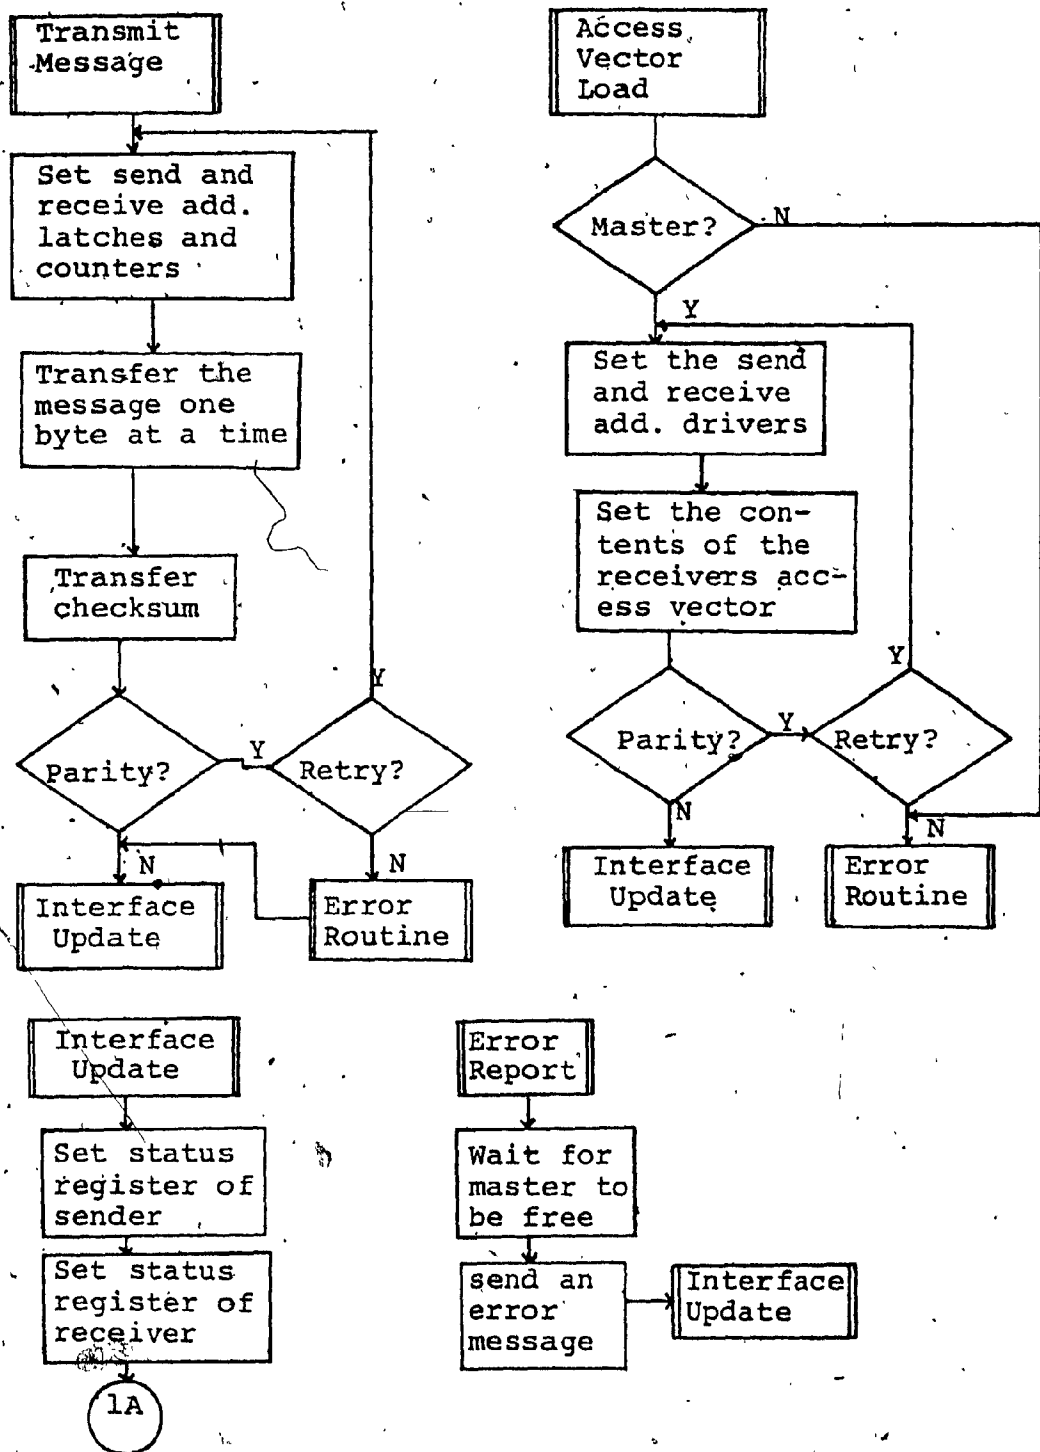 Transmit
Message
Set send and
receive add.
latches and
counters
Transfer the
message one
byte at a time
Transfer
checksum
Parity?
Y
Retry?
Y
N
N
Interface
Update
Error
Routine
Access
Vector
Load
Master?
N
Y
Set the send
and receive
add. drivers
Set the con-
tents of the
receivers acc-
ess vector
Parity?
Y
Retry?
Y
N
N
Interface
Update
Error
Routine
Interface
Update
Set status
register of
sender
Set status
register of
receiver
1A
Error
Report
Wait for
master to
be free
send an
error
message
Interface
Update